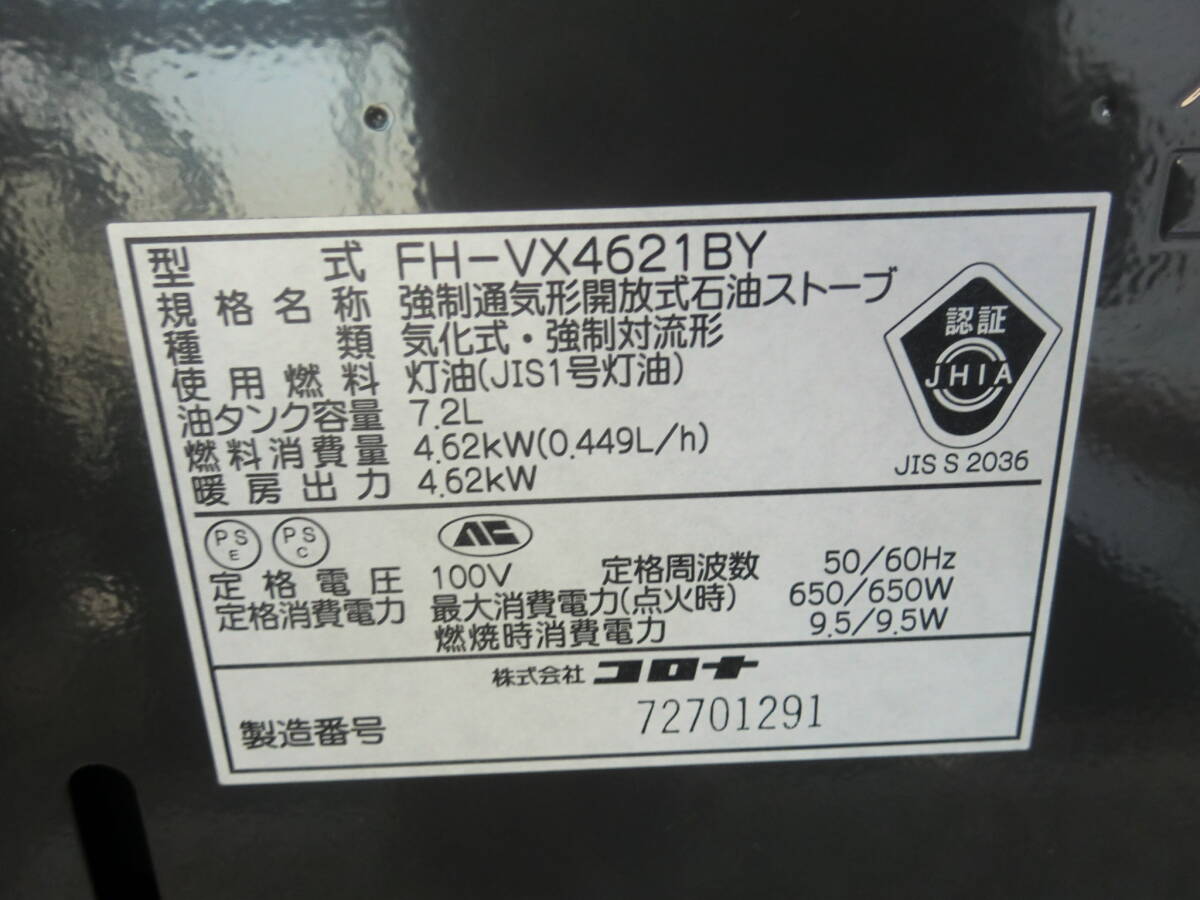 型式 FH-VX4621BY
規格名称 強制通気形開放式石油ストーブ
種類 気化式・強制対流形
使用燃料 灯油(JIS1号灯油)
油タンク容量 7.2L
燃料消費量 4.62kW(0.449L/h)
暖房出力 4.62kW
認証
JHIA
JIS S 2036
PS E PS C
定格電圧 100V 定格周波数 50/60Hz
定格消費電力 最大消費電力(点火時) 650/650W
燃焼時消費電力 9.5/9.5W
株式会社 コロナ
製造番号 72701291